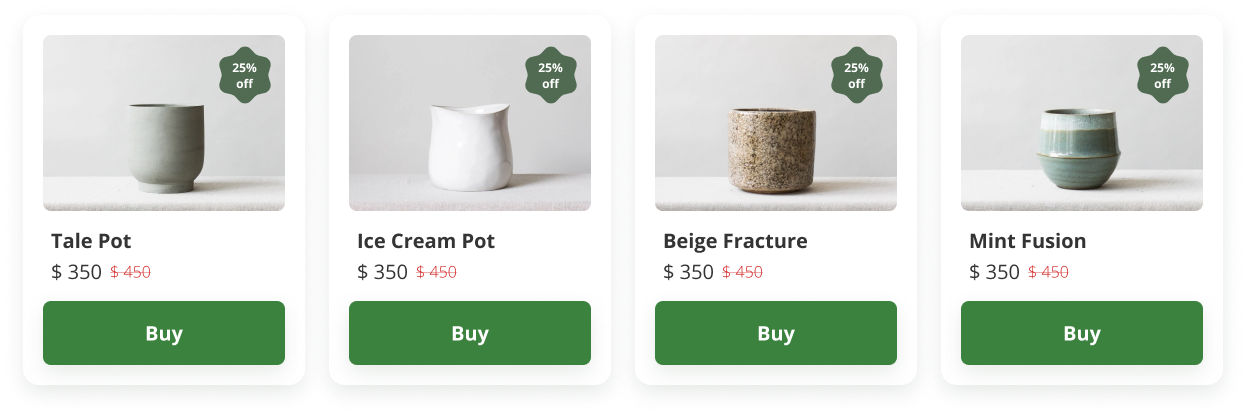 25%
off
Tale Pot
$ 350 $ 450
Buy
25%
off
Ice Cream Pot
$ 350 $ 450
Buy
25%
off
Beige Fracture
$ 350 $ 450
Buy
25%
off
Mint Fusion
$ 350 $ 450
Buy